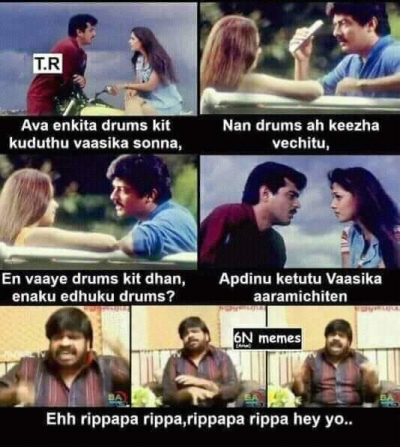 T.R
Ava enkita drums kit
kuduthu vaasika sonna,
Nan drums ah keezha
vechitu,
En vaaye drums kit dhan,
enaku edhuku drums?
Apdinu ketutu Vaasika
aaramichiten
6N memes
Ehh rippapa rippa,rippapa rippa hey yo..